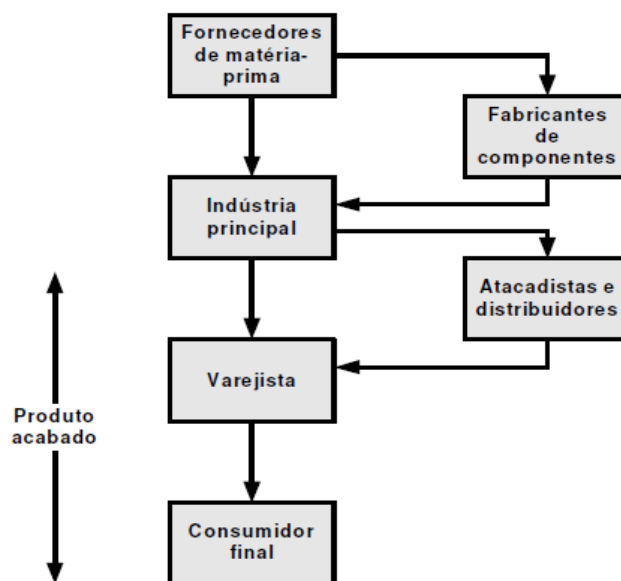 Fornecedores
de matéria-
prima
Fabricantes
de
componentes
Indústria
principal
Atacadistas e
distribuidores
Varejista
Produto
acabado
Consumidor
final